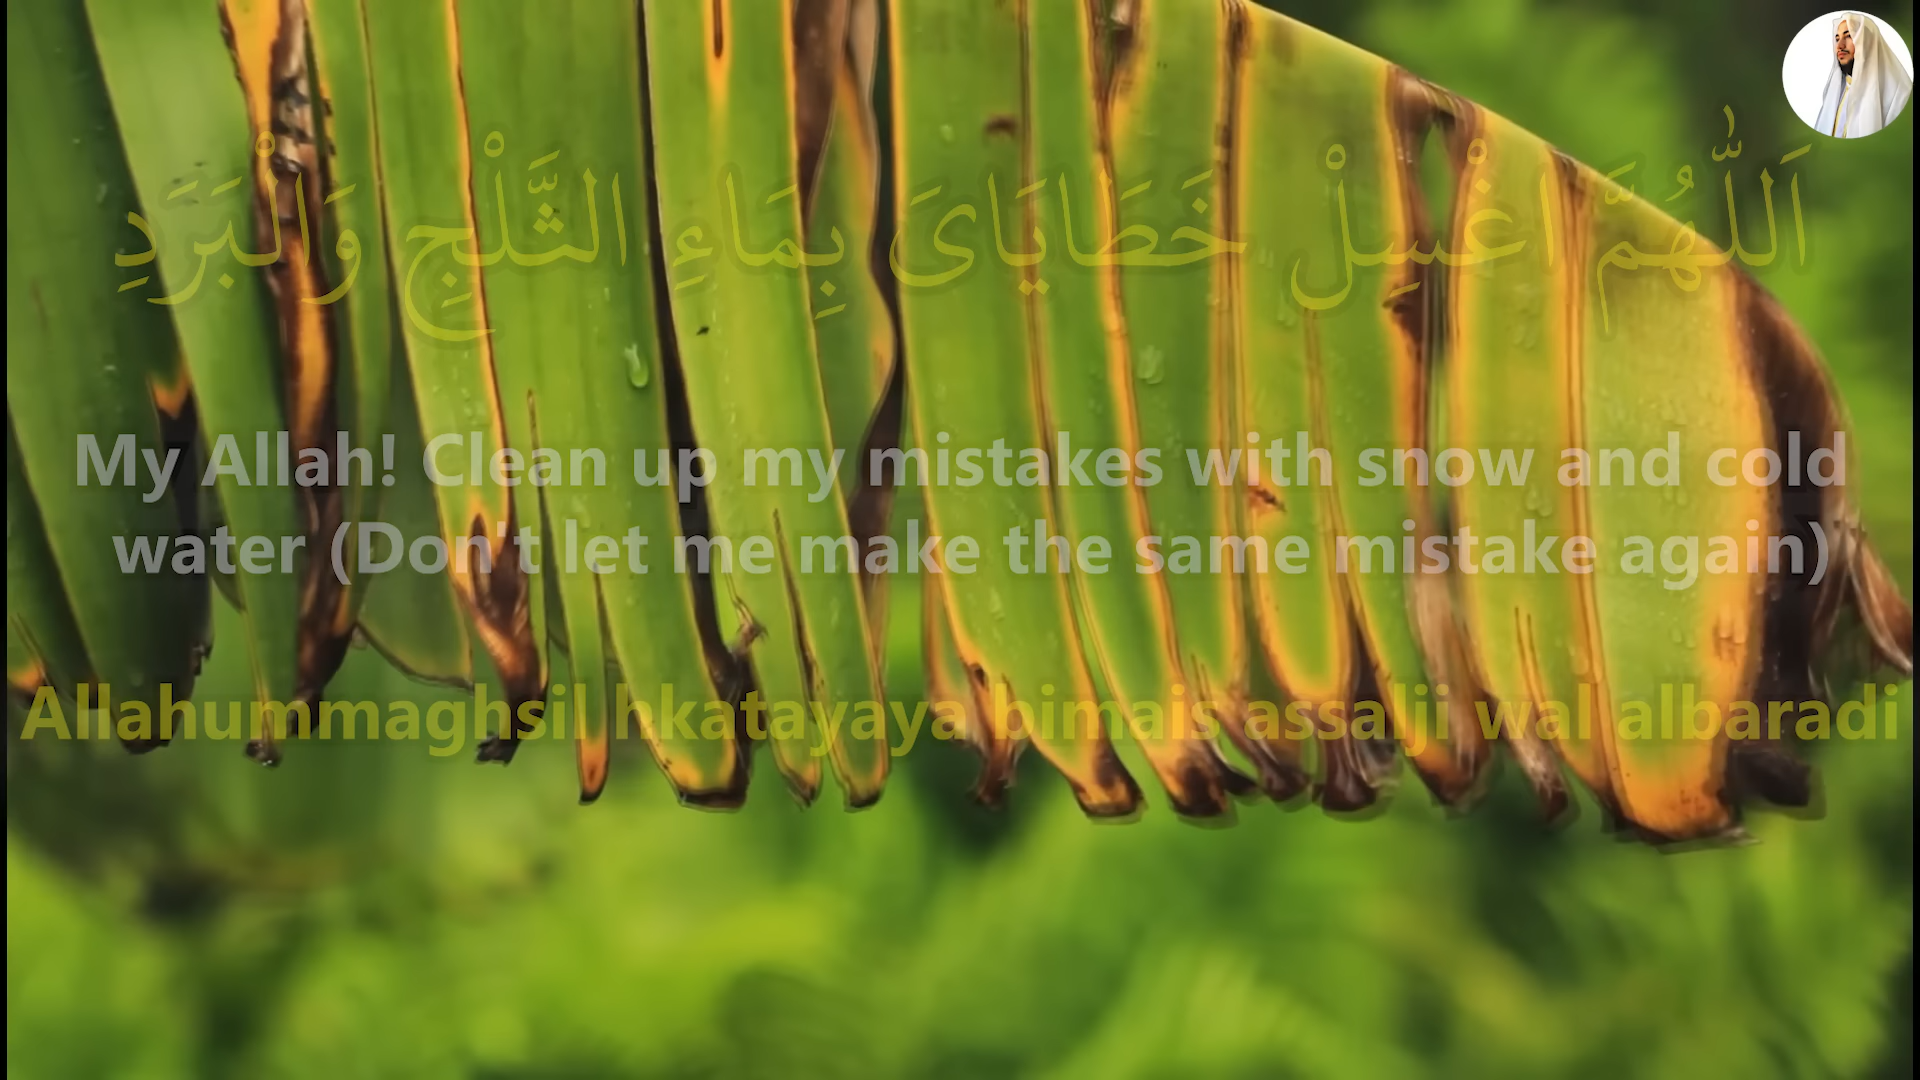 اَللّٰهُمَّ اغْسِلْ خَطَايَاىَ بِمَاءِ الثَّلْجِ وَالْبَرَدِ
My Allah! Clean up my mistakes with snow and cold
water (Don't let me make the same mistake again)
Allahummaghsil hkatayaya bimais assalji wal albaradi